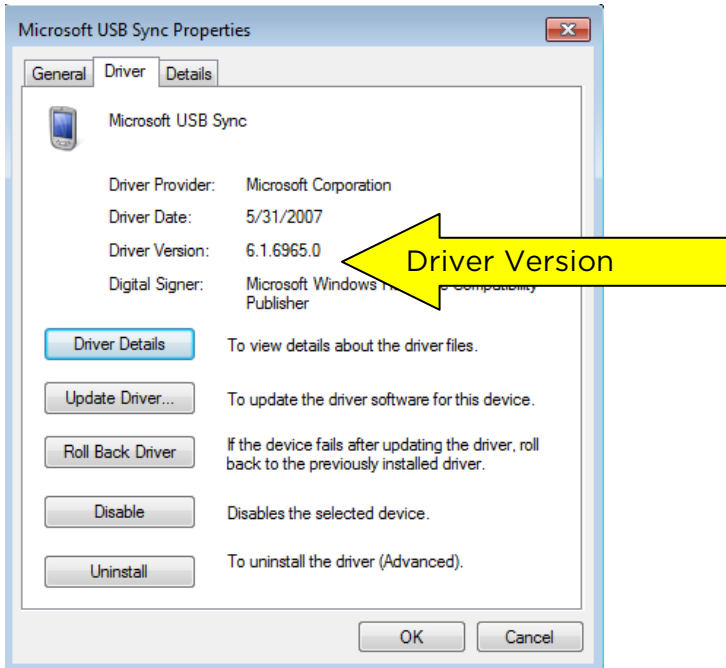 Microsoft USB Sync Properties
General Driver Details
Microsoft USB Sync
Driver Provider: Microsoft Corporation
Driver Date: 5/31/2007
Driver Version: 6.1.6965.0
Driver Version
Digital Signer: Microsoft Windows
Publisher
Driver Details To view details about the driver files.
Update Driver... To update the driver software for this device.
Roll Back Driver If the device fails after updating the driver, roll
back to the previously installed driver.
Disable Disables the selected device.
Uninstall To uninstall the driver (Advanced).
OK Cancel